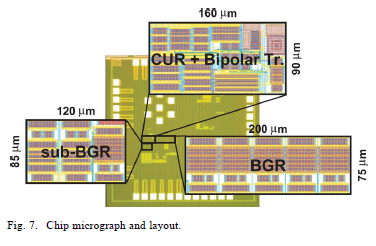 160 µm
CUR + Bipolar Tr.
90 µm
120 µm
85 µm
sub-BGR
200 µm
BGR
75 µm
Fig. 7. Chip micrograph and layout.